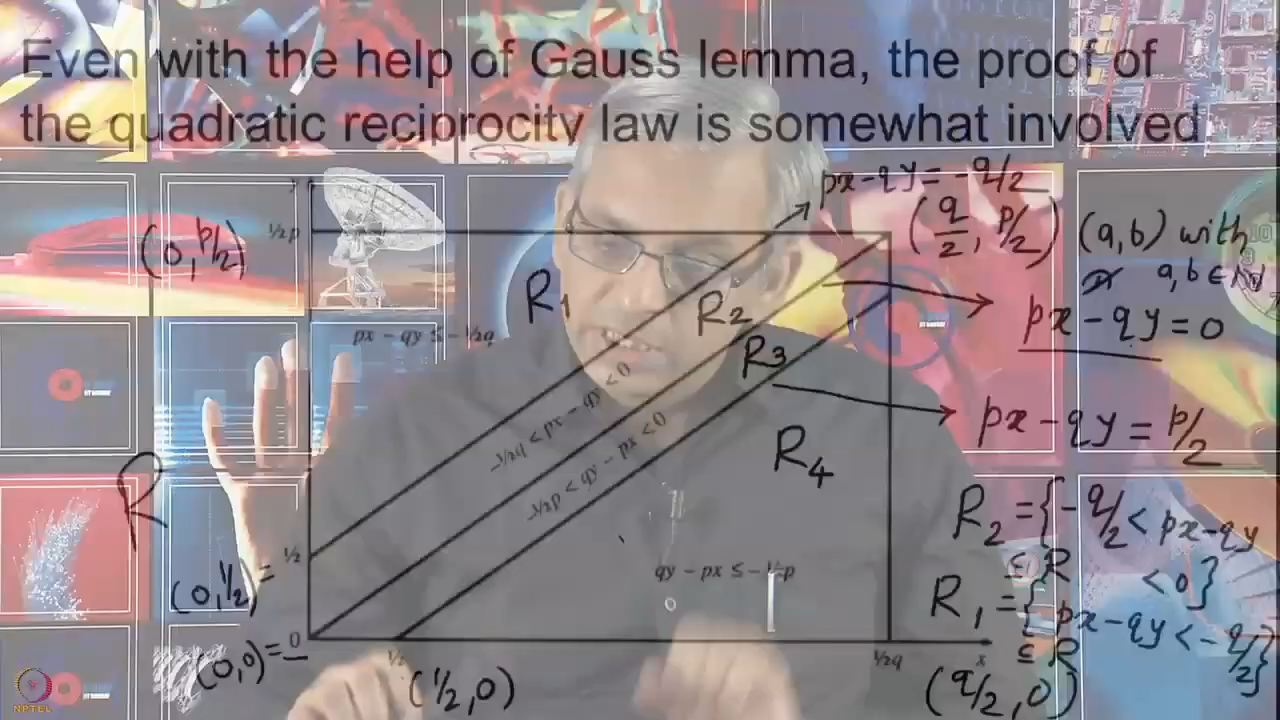 Even with the help of Gauss lemma, the proof of
the quadratic reciprocity law is somewhat involved
px-qy = -q/2
y
½p
(0, p/2)
(q/2, p/2)
(a,b) with
a,b ∈ N
R1
R2
px - qy ≤ -½q
px-qy = 0
R3
-½q < px - qy < 0
-½p < qy - px < 0
px-qy = p/2
R4
R
R2 = {-q/2 < px-qy
⊆ R < 0}
½
qy - px ≤ -½p
(0, ½)
R1 = { px-qy < -q/2}
⊆ R
0
(0,0)
½
½q
x
(½, 0)
(q/2, 0)
NPTEL